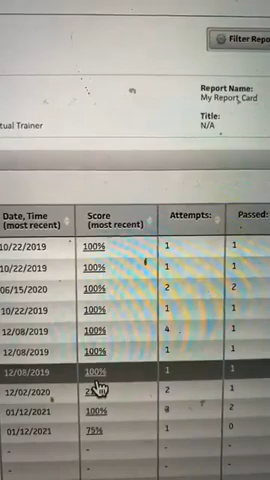 Filter Repo
Report Name:
My Report Card
Title:
tual Trainer N/A
Date, Time (most recent) Score (most recent) Attempts: Passed:
10/22/2019 100% 1 1
10/22/2019 100% 1 1
06/15/2020 100% 2 2
10/22/2019 100% 1 1
12/08/2019 100% 4 1
12/08/2019 100% 1 1
12/08/2019 100% 1 1
12/02/2020 2 1
01/12/2021 100% 2
01/12/2021 75% 1 0
- - - -
- - - -